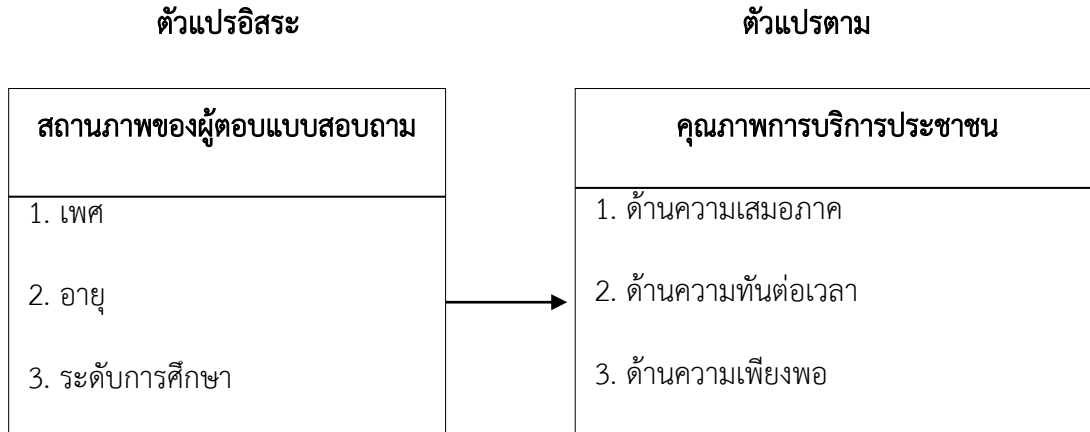 ตัวแปรอิสระ
ตัวแปรตาม
สถานภาพของผู้ตอบแบบสอบถาม
1. เพศ
2. อายุ
3. ระดับการศึกษา
คุณภาพการบริการประชาชน
1. ด้านความเสมอภาค
2. ด้านความทันต่อเวลา
3. ด้านความเพียงพอ